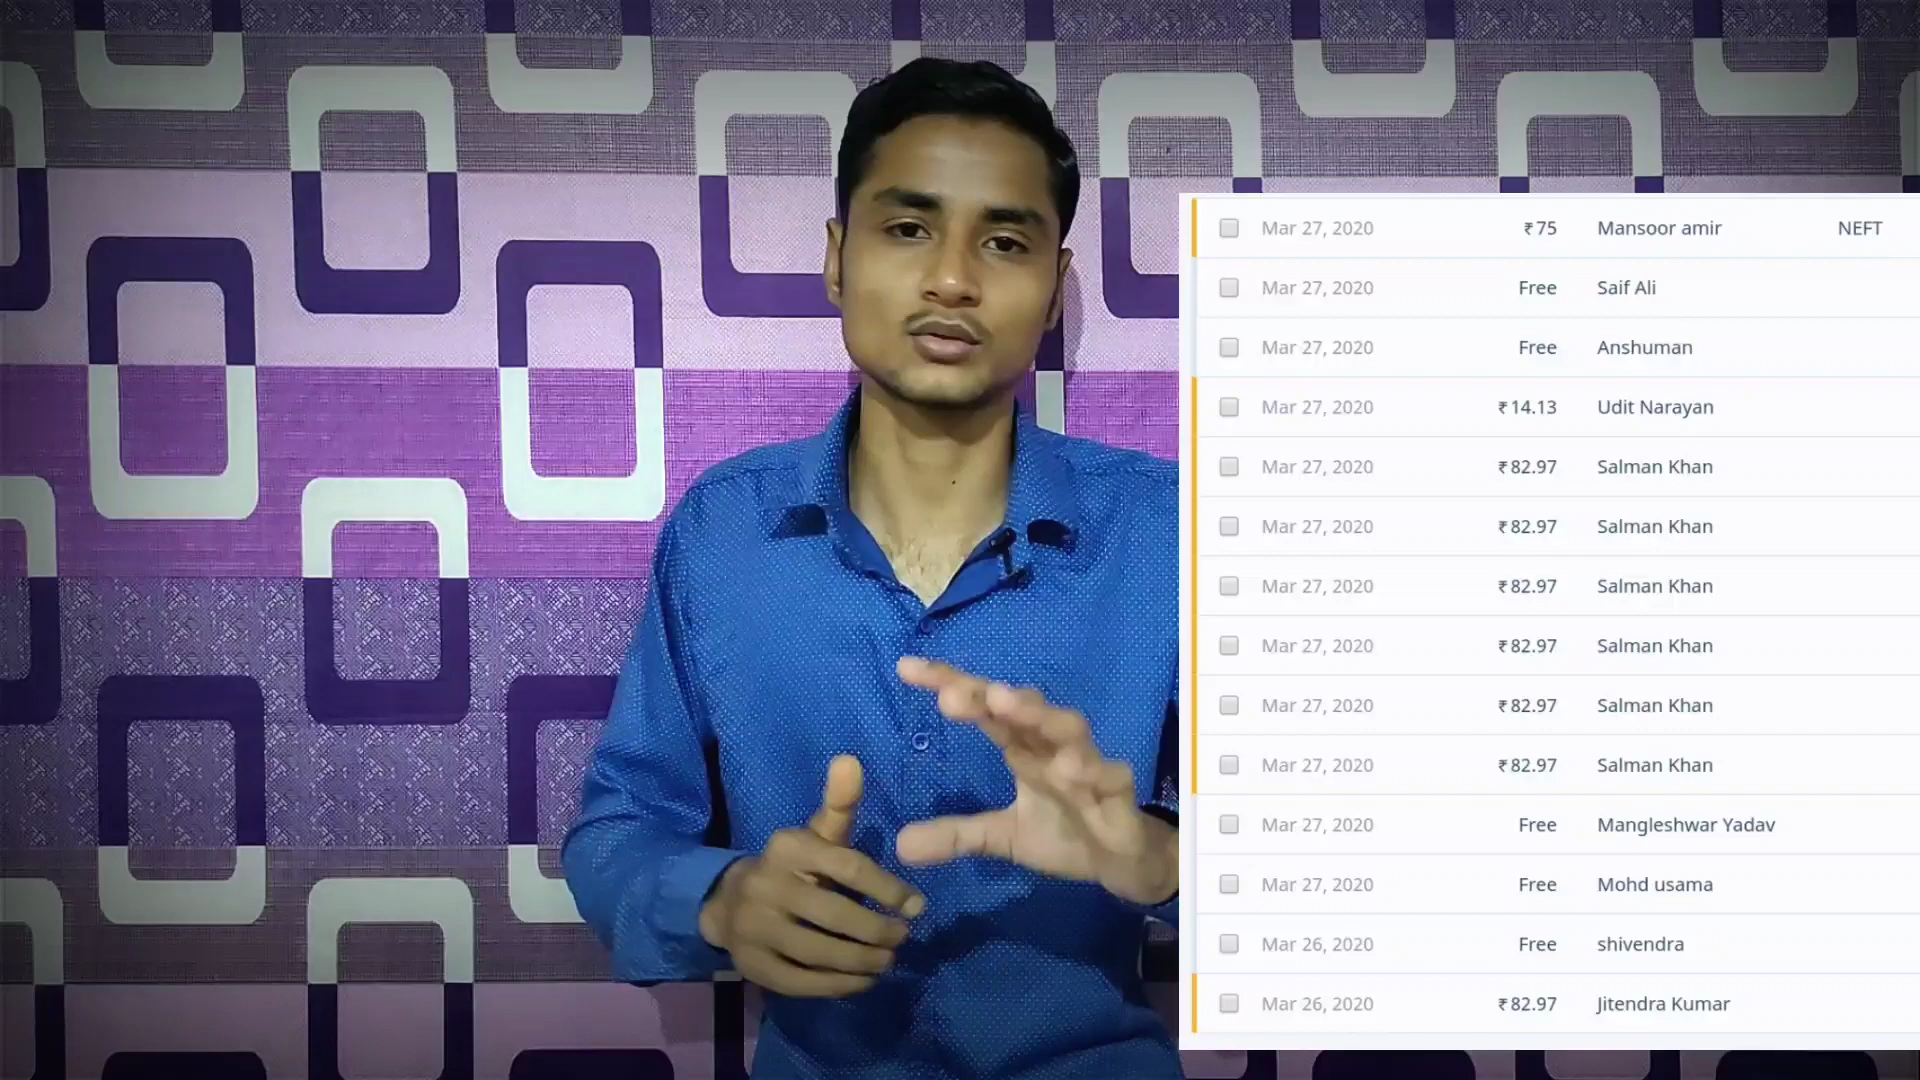 Mar 27, 2020 ₹75 Mansoor amir NEFT
Mar 27, 2020 Free Saif Ali
Mar 27, 2020 Free Anshuman
Mar 27, 2020 ₹14.13 Udit Narayan
Mar 27, 2020 ₹82.97 Salman Khan
Mar 27, 2020 ₹82.97 Salman Khan
Mar 27, 2020 ₹82.97 Salman Khan
Mar 27, 2020 ₹82.97 Salman Khan
Mar 27, 2020 ₹82.97 Salman Khan
Mar 27, 2020 ₹82.97 Salman Khan
Mar 27, 2020 Free Mangleshwar Yadav
Mar 27, 2020 Free Mohd usama
Mar 26, 2020 Free shivendra
Mar 26, 2020 ₹82.97 Jitendra Kumar